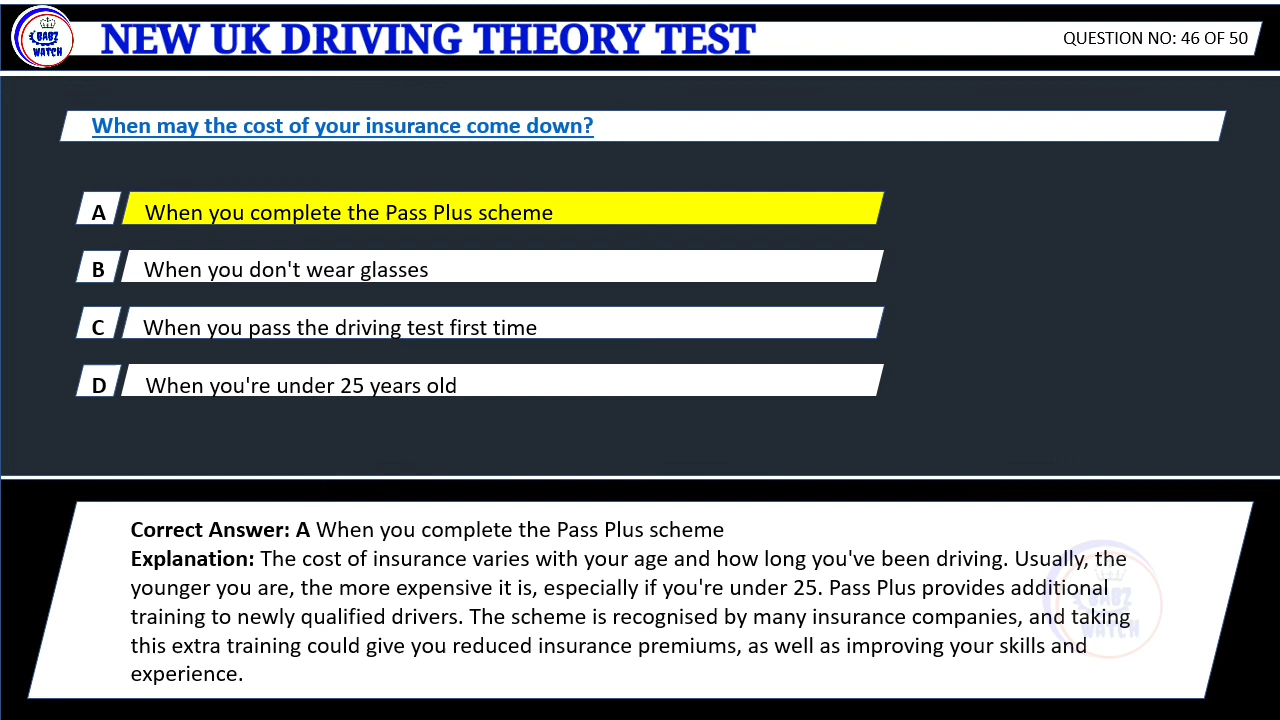 BABZ
WATCH
NEW UK DRIVING THEORY TEST
QUESTION NO: 46 OF 50
When may the cost of your insurance come down?
A When you complete the Pass Plus scheme
B When you don't wear glasses
C When you pass the driving test first time
D When you're under 25 years old
Correct Answer: A When you complete the Pass Plus scheme
Explanation: The cost of insurance varies with your age and how long you've been driving. Usually, the
younger you are, the more expensive it is, especially if you're under 25. Pass Plus provides additional
training to newly qualified drivers. The scheme is recognised by many insurance companies, and taking
this extra training could give you reduced insurance premiums, as well as improving your skills and
experience.
BABZ
WATCH